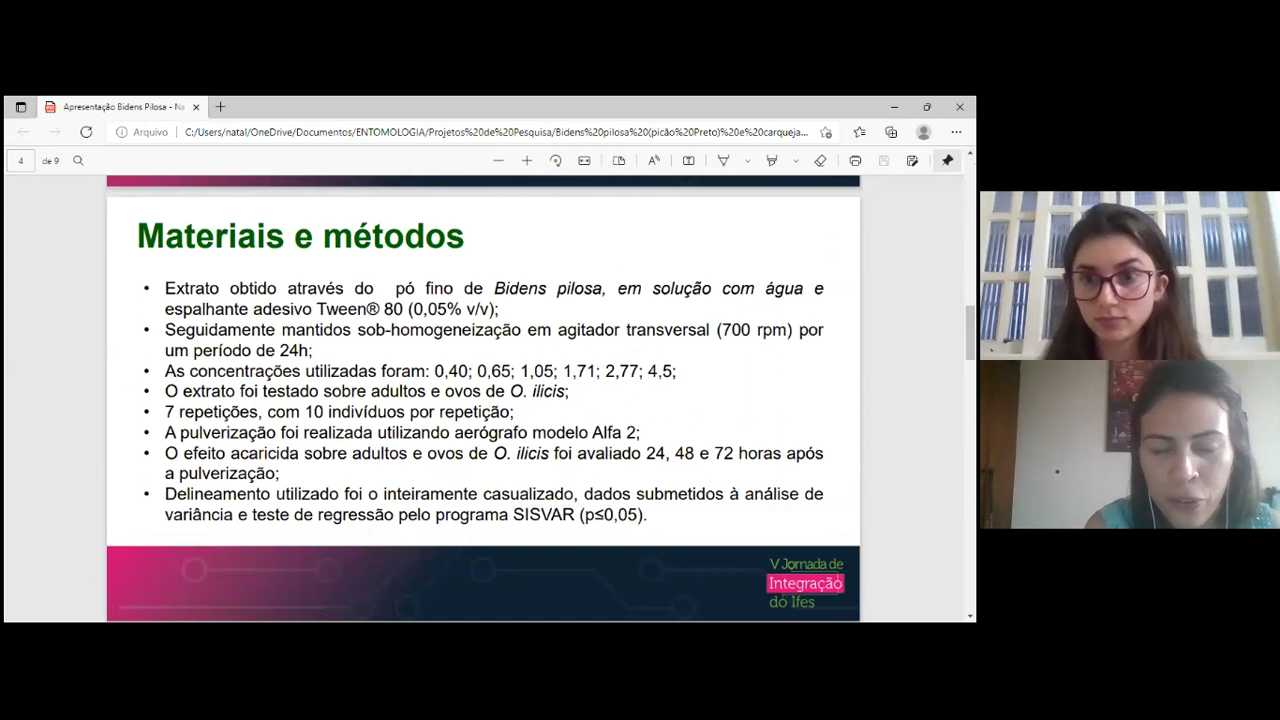 Apresentação Bidens Pilosa - Na
Arquivo
C:/Users/natal/OneDrive/Documentos/ENTOMOLOGIA/Projetos%20de%20Pesquisa/Bidens%20pilosa%20(picão%20Preto)%20e%20carqueja...
4 de 9
Materiais e métodos
• Extrato obtido através do pó fino de Bidens pilosa, em solução com água e
espalhante adesivo Tween® 80 (0,05% v/v);
• Seguidamente mantidos sob-homogeneização em agitador transversal (700 rpm) por
um período de 24h;
• As concentrações utilizadas foram: 0,40; 0,65; 1,05; 1,71; 2,77; 4,5;
• O extrato foi testado sobre adultos e ovos de O. ilicis;
• 7 repetições, com 10 indivíduos por repetição;
• A pulverização foi realizada utilizando aerógrafo modelo Alfa 2;
• O efeito acaricida sobre adultos e ovos de O. ilicis foi avaliado 24, 48 e 72 horas após
a pulverização;
• Delineamento utilizado foi o inteiramente casualizado, dados submetidos à análise de
variância e teste de regressão pelo programa SISVAR (p≤0,05).
V Jornada de
Integração
do Ifes